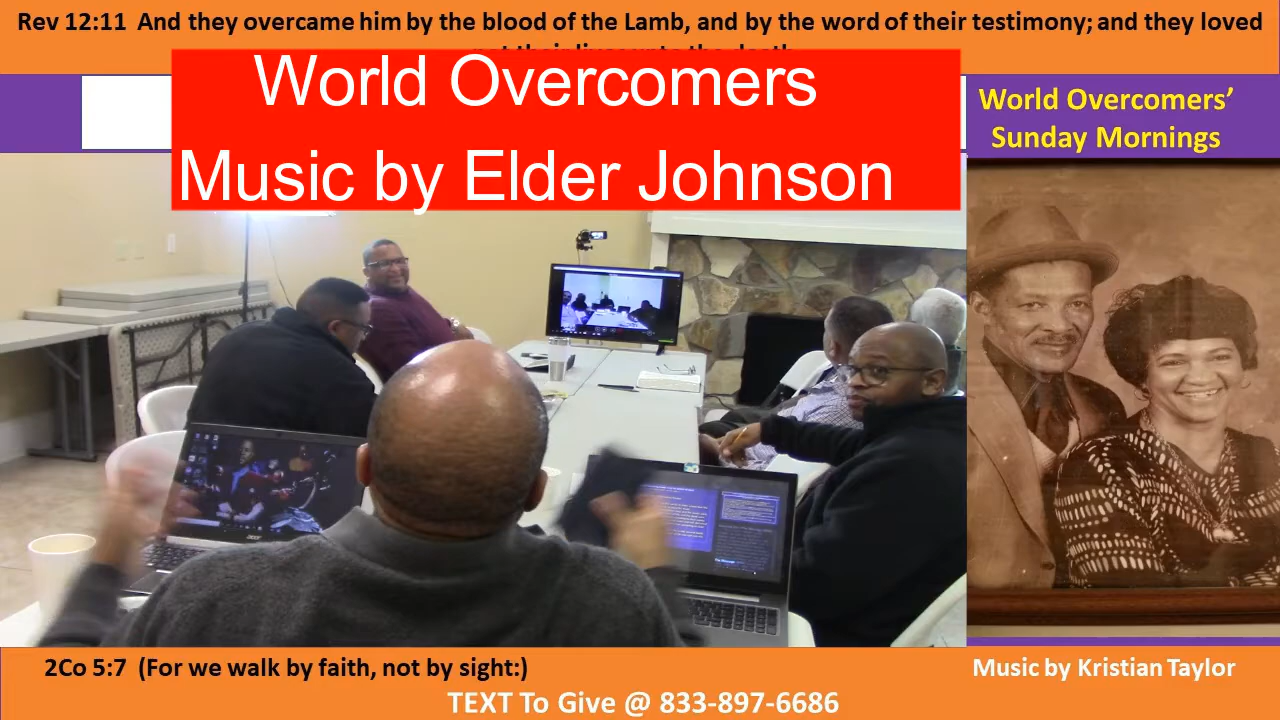 Rev 12:11 And they overcame him by the blood of the Lamb, and by the word of their testimony; and they loved
World Overcomers
Music by Elder Johnson
World Overcomers’
Sunday Mornings
acer
2Co 5:7 (For we walk by faith, not by sight:)
Music by Kristian Taylor
TEXT To Give @ 833-897-6686